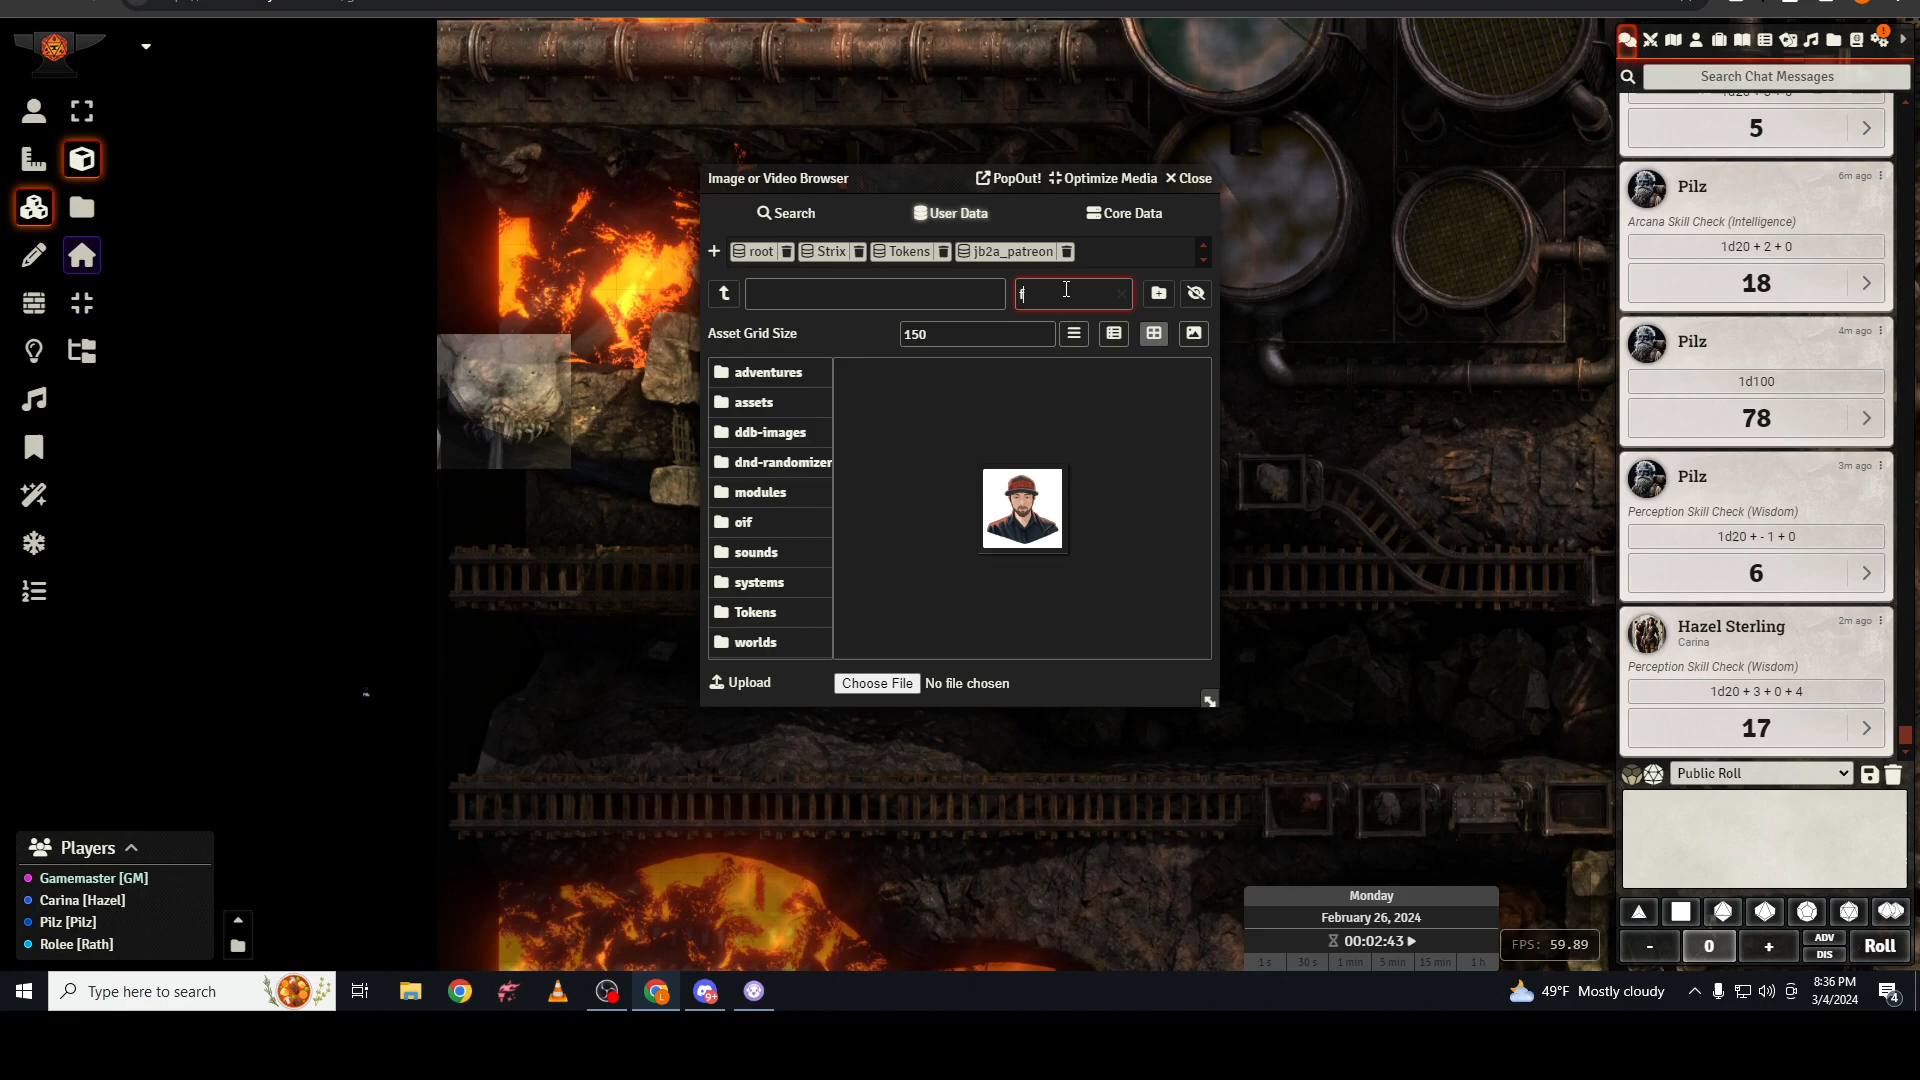 Image or Video Browser
PopOut!
Optimize Media
Close
Search
User Data
Core Data
root
Strix
Tokens
jb2a_patreon
f
Asset Grid Size
150
adventures
assets
ddb-images
dnd-randomizer
modules
oif
sounds
systems
Tokens
worlds
Upload
Choose File No file chosen
Players
Gamemaster [GM]
Carina [Hazel]
Pilz [Pilz]
Rolee [Rath]
Monday
February 26, 2024
00:02:43
1 s
30 s
1 min
5 min
15 min
1 h
FPS: 59.89
Search Chat Messages
5
Pilz
6m ago
Arcana Skill Check (Intelligence)
1d20 + 2 + 0
18
Pilz
4m ago
1d100
78
Pilz
3m ago
Perception Skill Check (Wisdom)
1d20 + - 1 + 0
6
Hazel Sterling
2m ago
Carina
Perception Skill Check (Wisdom)
1d20 + 3 + 0 + 4
17
Public Roll
-
0
+
ADV
DIS
Roll
Type here to search
9+
49°F Mostly cloudy
8:36 PM
3/4/2024
4